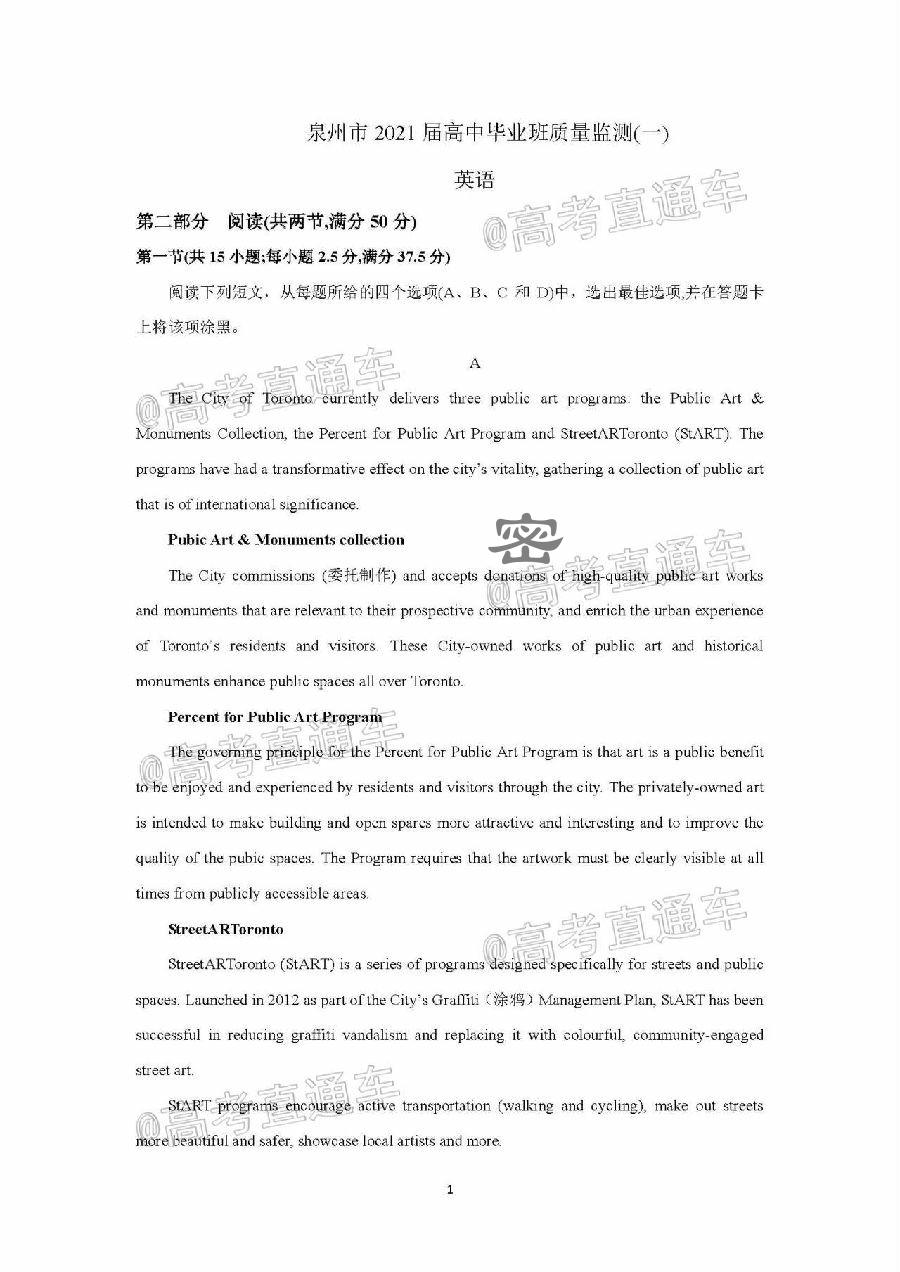 泉州市 2021 届高中毕业班质量监测(一)
英语
@高考直通车
第二部分 阅读(共两节,满分 50 分)
第一节(共 15 小题;每小题 2.5 分,满分 37.5 分)
阅读下列短文，从每题所给的四个选项(A、B、C 和 D)中，选出最佳选项,并在答题卡
上将该项涂黑。
A
@高考直通车
The City of Toronto currently delivers three public art programs: the Public Art &
Monuments Collection, the Percent for Public Art Program and StreetARToronto (StART). The
programs have had a transformative effect on the city's vitality, gathering a collection of public art
that is of international significance.
密
Pubic Art & Monuments collection
@高考直通车
The City commissions (委托制作) and accepts donations of high-quality public art works
and monuments that are relevant to their prospective community, and enrich the urban experience
of Toronto's residents and visitors. These City-owned works of public art and historical
monuments enhance public spaces all over Toronto.
Percent for Public Art Program
@高考直通车
The governing principle for the Percent for Public Art Program is that art is a public benefit
to be enjoyed and experienced by residents and visitors through the city. The privately-owned art
is intended to make building and open spares more attractive and interesting and to improve the
quality of the pubic spaces. The Program requires that the artwork must be clearly visible at all
times from publicly accessible areas.
@高考直通车
StreetARToronto
StreetARToronto (StART) is a series of programs designed specifically for streets and public
spaces. Launched in 2012 as part of the City's Graffiti（涂鸦）Management Plan, StART has been
successful in reducing graffiti vandalism and replacing it with colourful, community-engaged
street art.
@高考直通车
StART programs encourage active transportation (walking and cycling), make out streets
more beautiful and safer, showcase local artists and more.
1